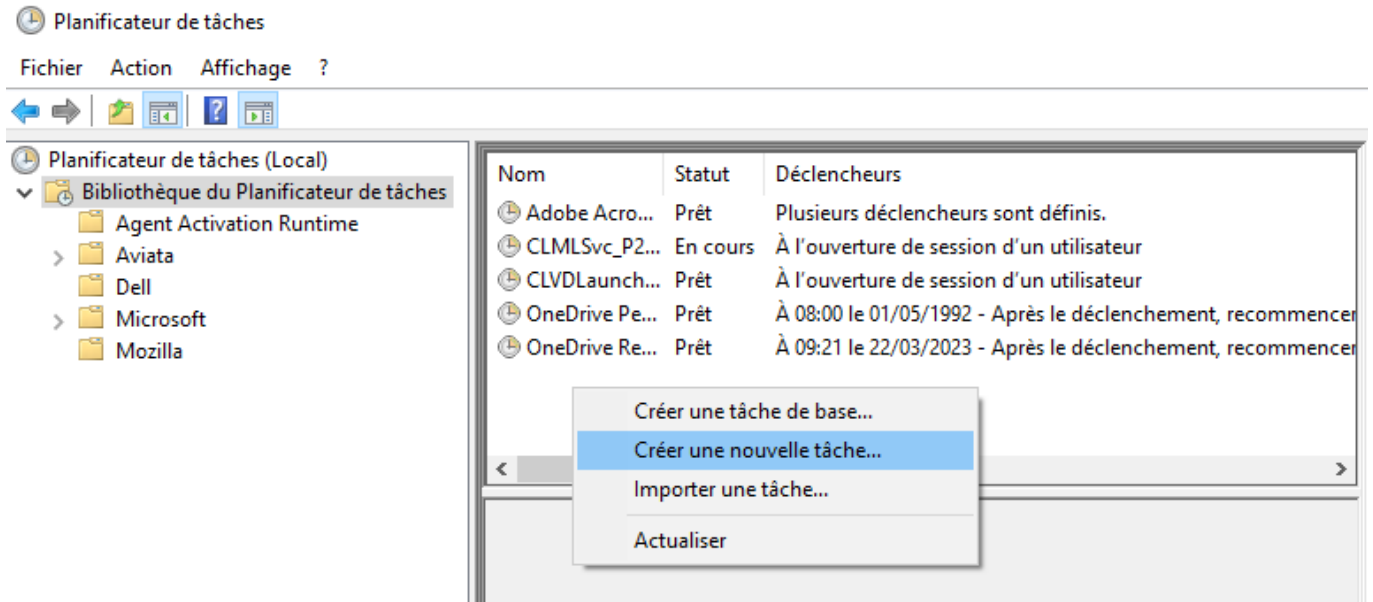 Planificateur de tâches
Fichier Action Affichage ?
Planificateur de tâches (Local)
Bibliothèque du Planificateur de tâches
Agent Activation Runtime
Aviata
Dell
Microsoft
Mozilla
Nom Statut Déclencheurs
Adobe Acro... Prêt Plusieurs déclencheurs sont définis.
CLMLSvc_P2... En cours À l'ouverture de session d'un utilisateur
CLVDLaunch... Prêt À l'ouverture de session d'un utilisateur
OneDrive Pe... Prêt À 08:00 le 01/05/1992 - Après le déclenchement, recommencer
OneDrive Re... Prêt À 09:21 le 22/03/2023 - Après le déclenchement, recommencer
Créer une tâche de base...
Créer une nouvelle tâche...
Importer une tâche...
Actualiser